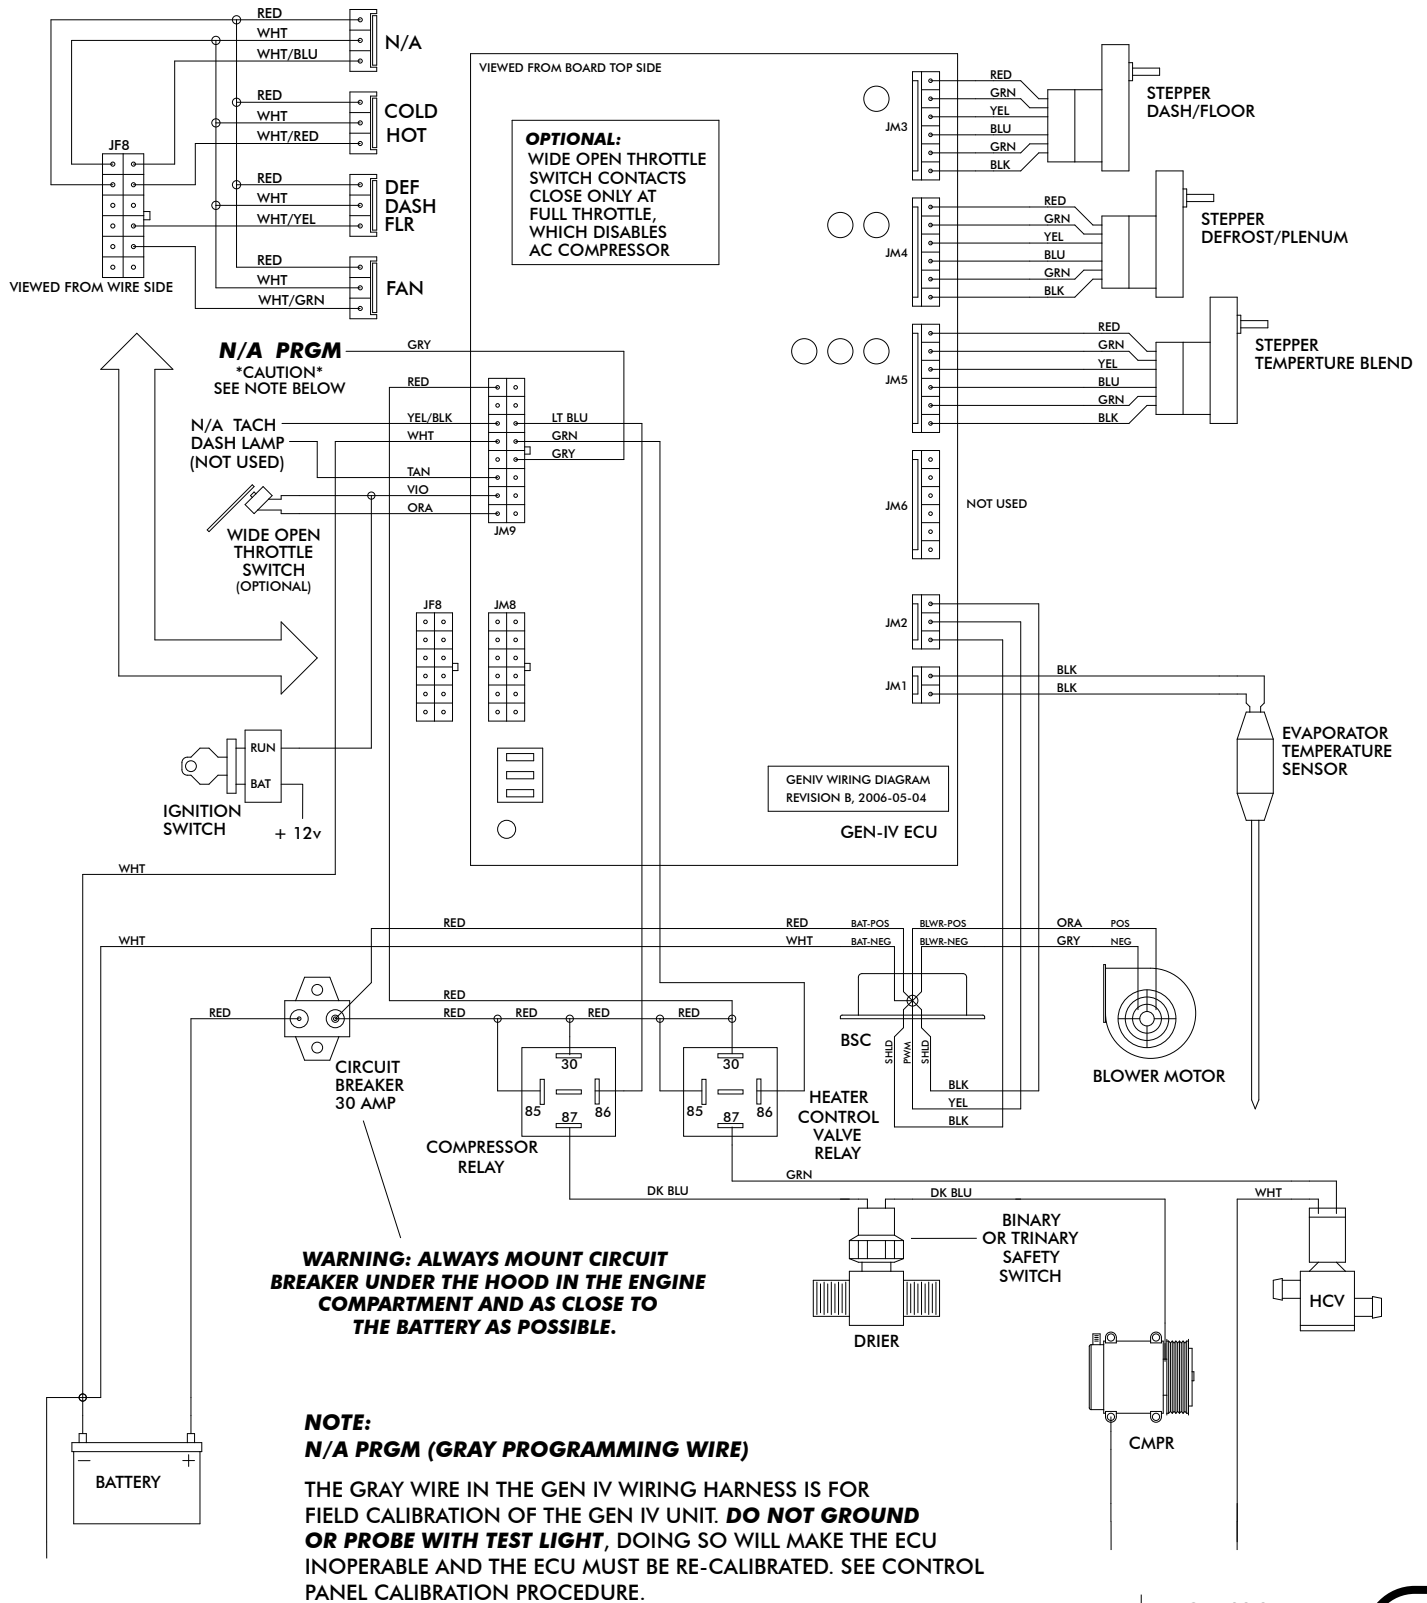 RED
WHT
WHT/BLU
N/A
RED
WHT
WHT/RED
COLD
HOT
JF8
RED
WHT
WHT/YEL
DEF
DASH
FLR
RED
WHT
WHT/GRN
FAN
VIEWED FROM WIRE SIDE
VIEWED FROM BOARD TOP SIDE
OPTIONAL:
WIDE OPEN THROTTLE
SWITCH CONTACTS
CLOSE ONLY AT
FULL THROTTLE,
WHICH DISABLES
AC COMPRESSOR
JM3
RED
GRN
YEL
BLU
GRN
BLK
STEPPER
DASH/FLOOR
JM4
RED
GRN
YEL
BLU
GRN
BLK
STEPPER
DEFROST/PLENUM
JM5
RED
GRN
YEL
BLU
GRN
BLK
STEPPER
TEMPERTURE BLEND
N/A PRGM
*CAUTION*
SEE NOTE BELOW
GRY
RED
N/A TACH
DASH LAMP
(NOT USED)
YEL/BLK
WHT
TAN
VIO
ORA
LT BLU
GRN
GRY
JM9
WIDE OPEN
THROTTLE
SWITCH
(OPTIONAL)
JM6
NOT USED
JF8
JM8
JM2
JM1
BLK
BLK
EVAPORATOR
TEMPERATURE
SENSOR
RUN
BAT
IGNITION
SWITCH
+ 12v
GENIV WIRING DIAGRAM
REVISION B, 2006-05-04
GEN-IV ECU
WHT
WHT
RED
RED
WHT
BAT-POS
BAT-NEG
BLWR-POS
BLWR-NEG
ORA
GRY
POS
NEG
RED
RED
RED
RED
RED
RED
BSC
SHLD
PWM
SHLD
BLK
YEL
BLK
BLOWER MOTOR
CIRCUIT
BREAKER
30 AMP
30
85
86
87
COMPRESSOR
RELAY
30
85
86
87
HEATER
CONTROL
VALVE
RELAY
GRN
DK BLU
DK BLU
WHT
BINARY
OR TRINARY
SAFETY
SWITCH
DRIER
HCV
CMPR
WARNING: ALWAYS MOUNT CIRCUIT
BREAKER UNDER THE HOOD IN THE ENGINE
COMPARTMENT AND AS CLOSE TO
THE BATTERY AS POSSIBLE.
− +
BATTERY
NOTE:
N/A PRGM (GRAY PROGRAMMING WIRE)
THE GRAY WIRE IN THE GEN IV WIRING HARNESS IS FOR
FIELD CALIBRATION OF THE GEN IV UNIT. DO NOT GROUND
OR PROBE WITH TEST LIGHT, DOING SO WILL MAKE THE ECU
INOPERABLE AND THE ECU MUST BE RE-CALIBRATED. SEE CONTROL
PANEL CALIBRATION PROCEDURE.